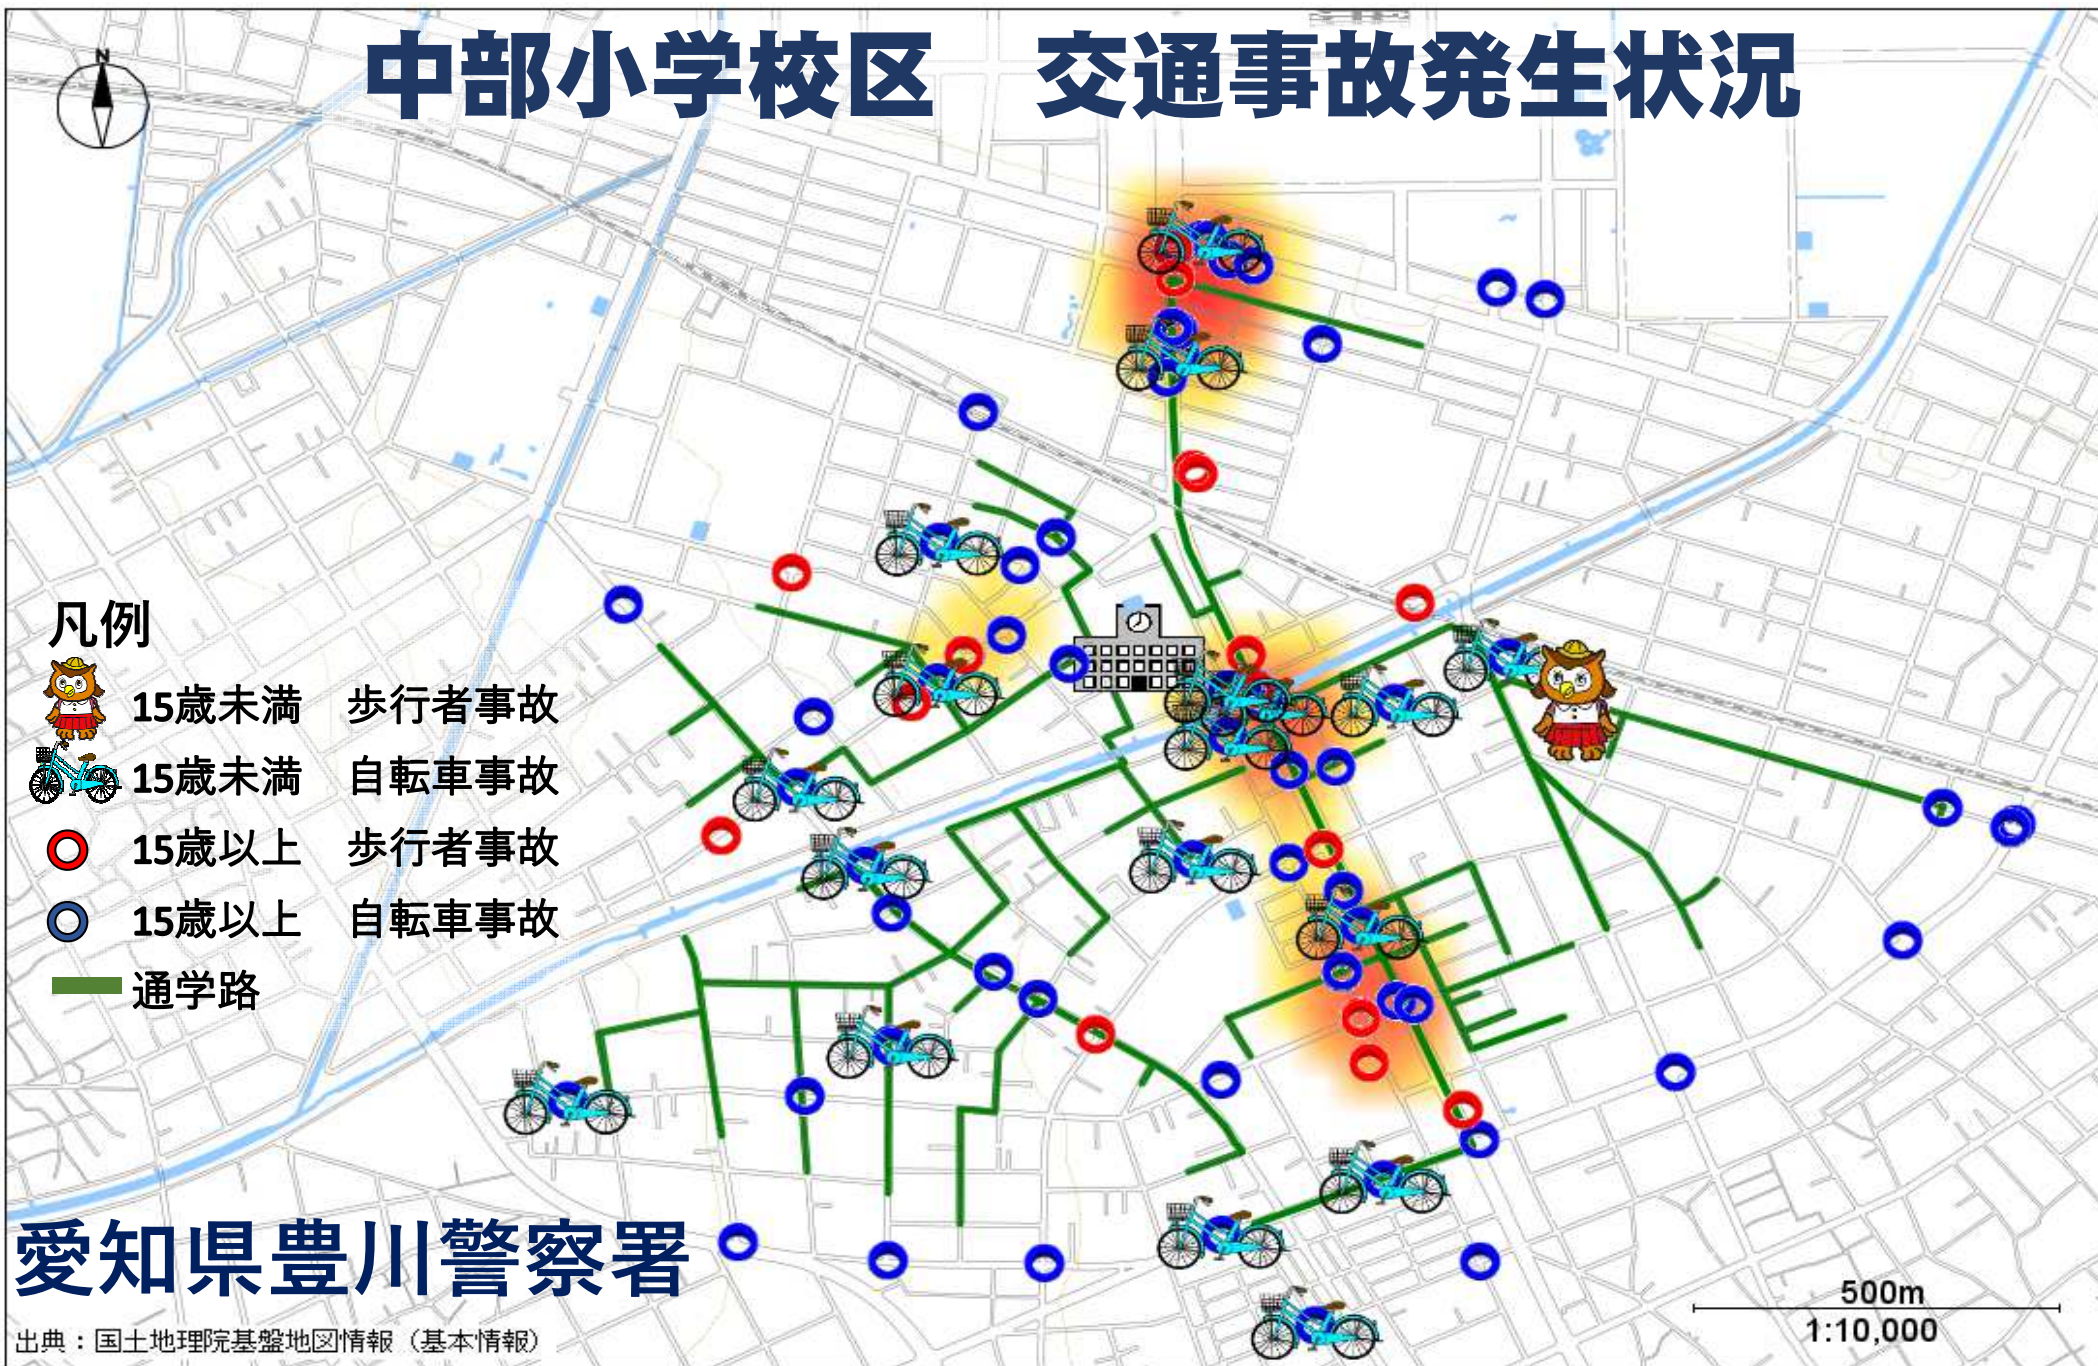 N
中部小学校区　交通事故発生状況
凡例
15歳未満　歩行者事故
15歳未満　自転車事故
15歳以上　歩行者事故
15歳以上　自転車事故
通学路
愛知県豊川警察署
出典：国土地理院基盤地図情報（基本情報）
500m
1:10,000